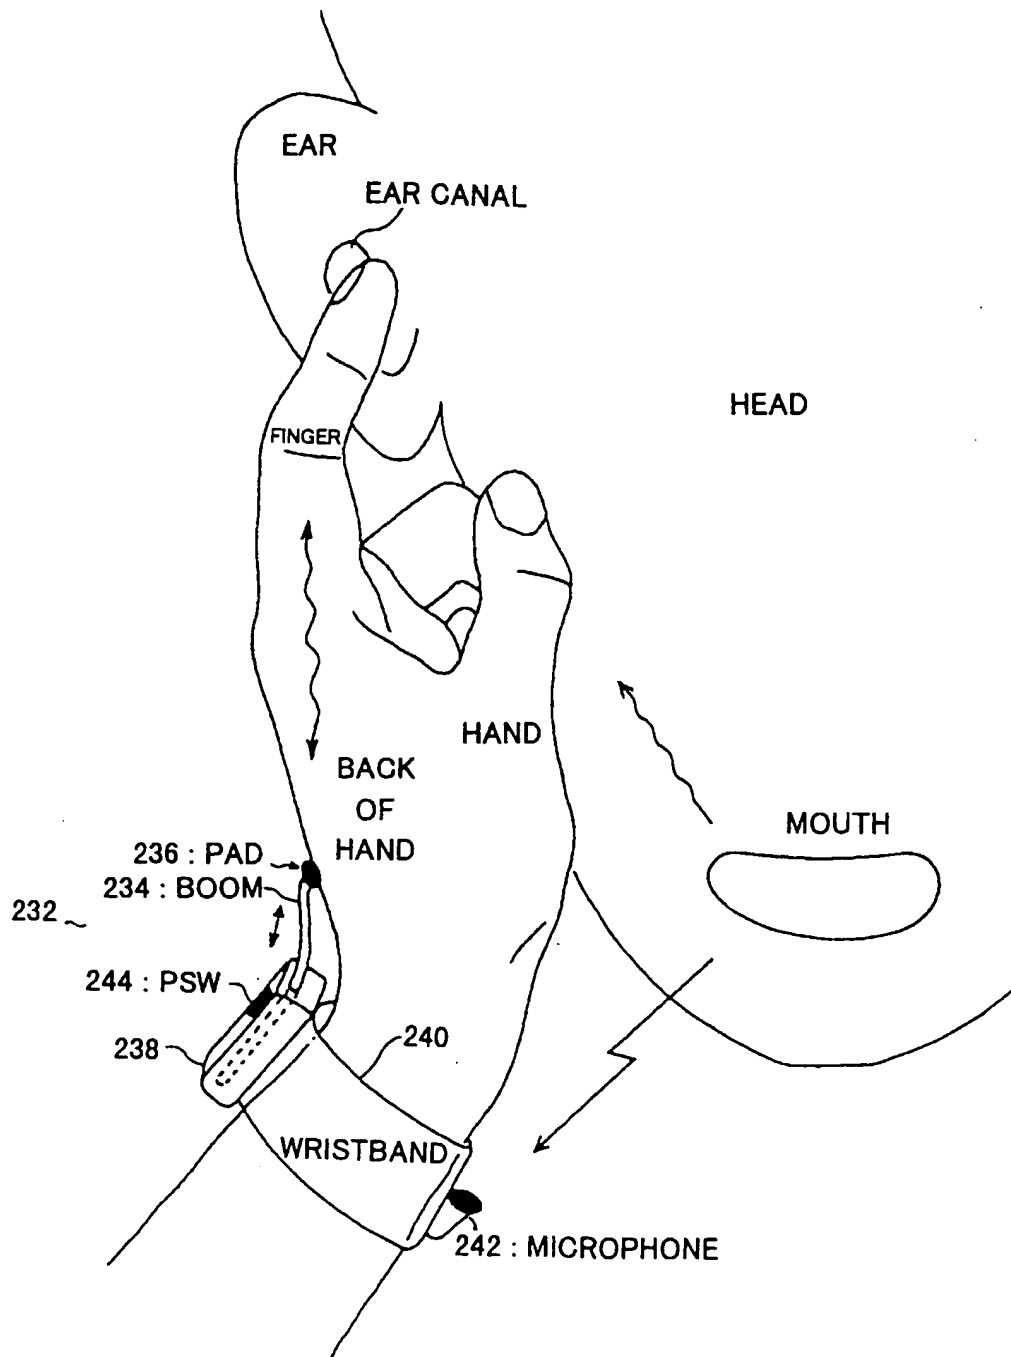 EAR
EAR CANAL
HEAD
FINGER
HAND
BACK
OF
HAND
MOUTH
236 : PAD
234 : BOOM
232
244 : PSW
238
240
WRISTBAND
242 : MICROPHONE